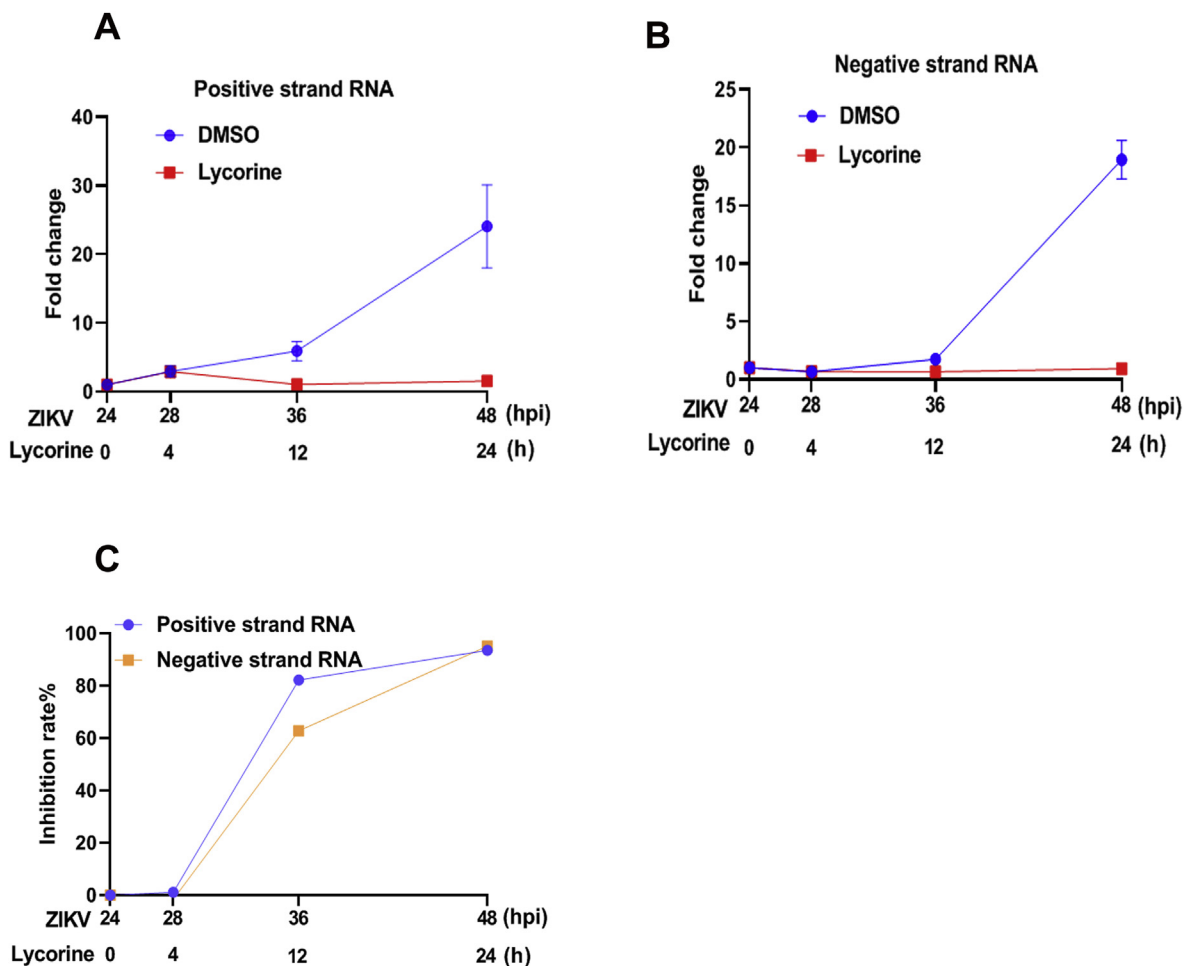 A
Positive strand RNA
DMSO
Lycorine
Fold change
40
30
20
10
0
ZIKV 24 28 36 48 (hpi)
Lycorine 0 4 12 24 (h)
B
Negative strand RNA
DMSO
Lycorine
Fold change
25
20
15
10
5
0
ZIKV 24 28 36 48 (hpi)
Lycorine 0 4 12 24 (h)
C
Positive strand RNA
Negative strand RNA
Inhibition rate%
100
80
60
40
20
0
ZIKV 24 28 36 48 (hpi)
Lycorine 0 4 12 24 (h)